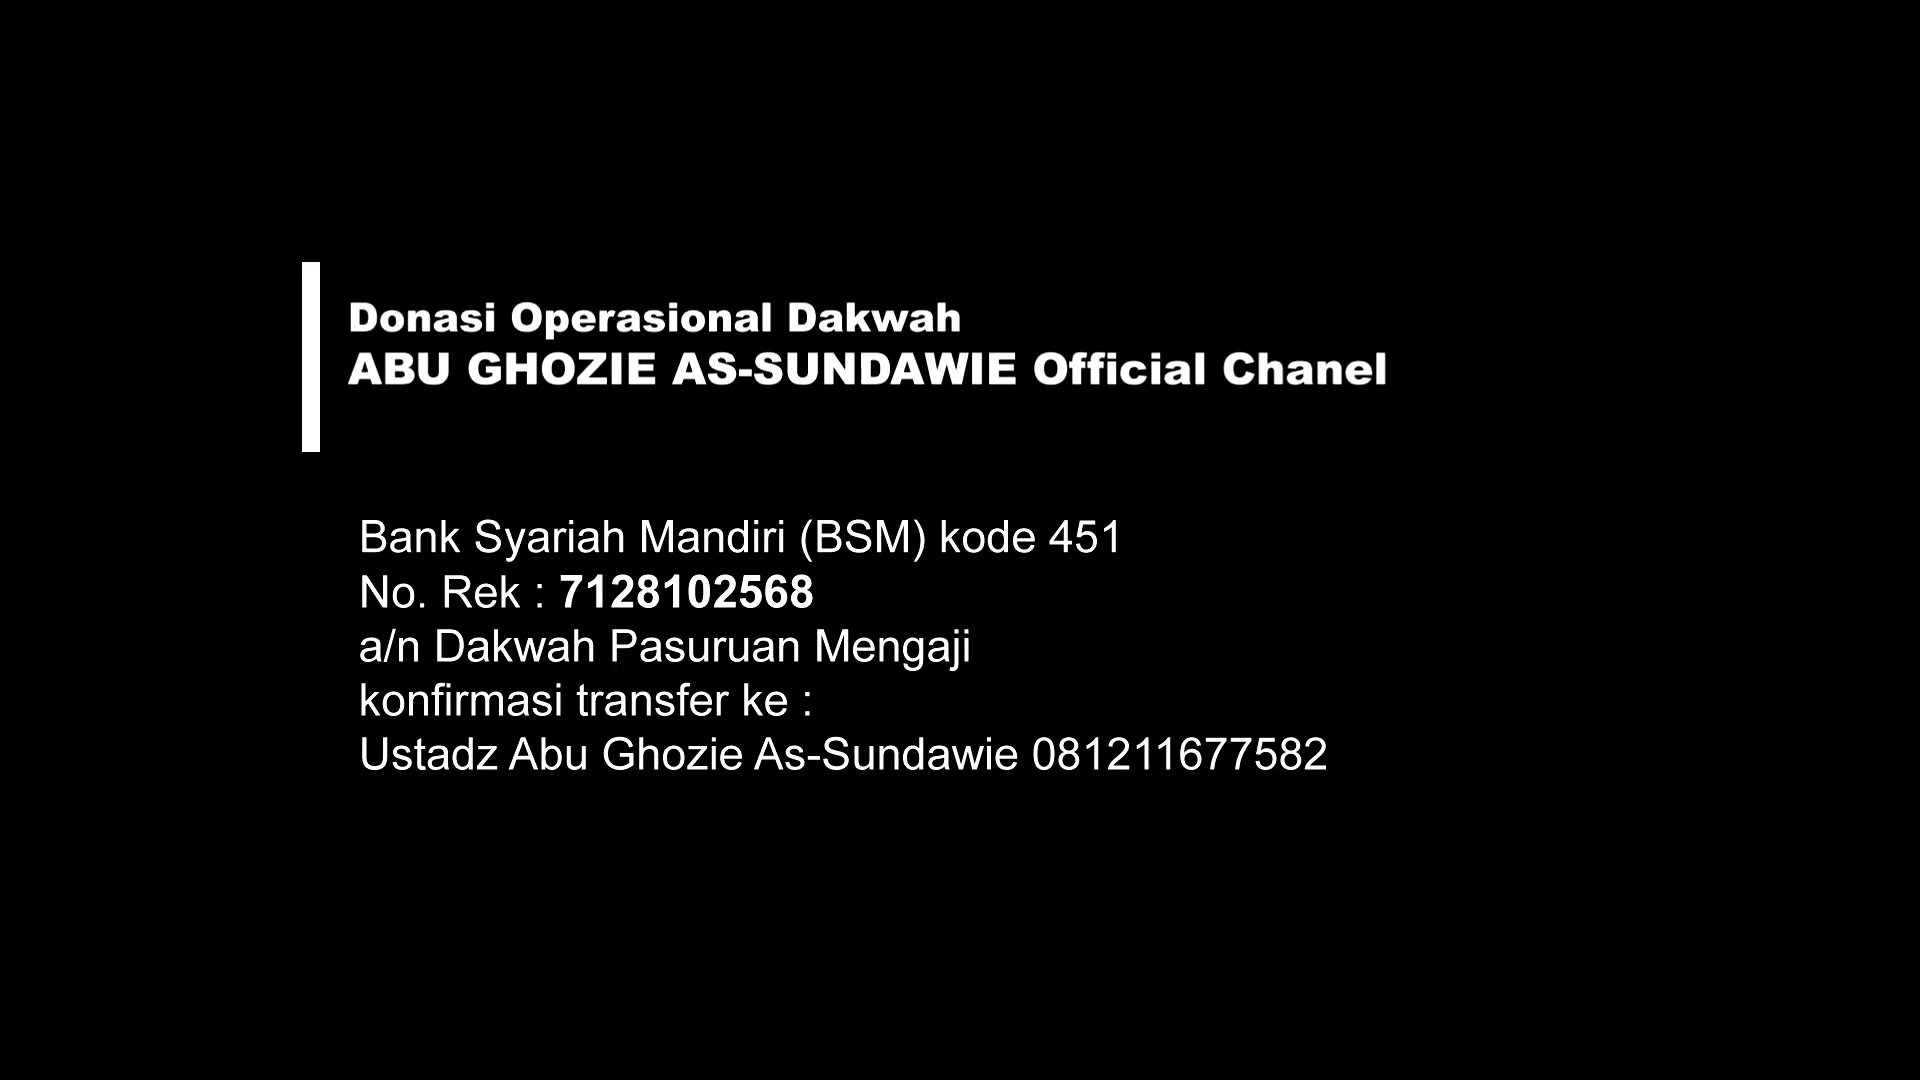 Donasi Operasional Dakwah
ABU GHOZIE AS-SUNDAWIE Official Chanel
Bank Syariah Mandiri (BSM) kode 451
No. Rek : 7128102568
a/n Dakwah Pasuruan Mengaji
konfirmasi transfer ke :
Ustadz Abu Ghozie As-Sundawie 081211677582